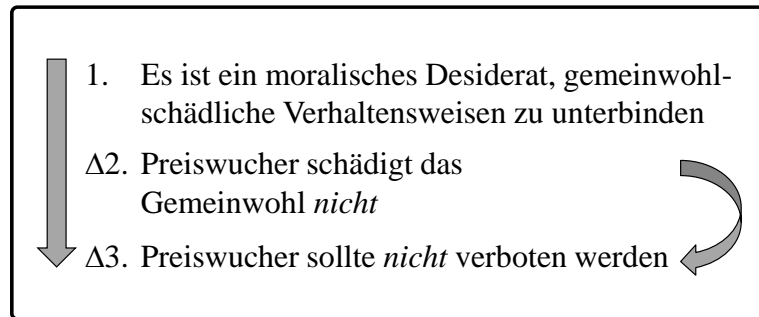 1. Es ist ein moralisches Desiderat, gemeinwohl-
schädliche Verhaltensweisen zu unterbinden
Δ2. Preiswucher schädigt das
Gemeinwohl nicht
Δ3. Preiswucher sollte nicht verboten werden